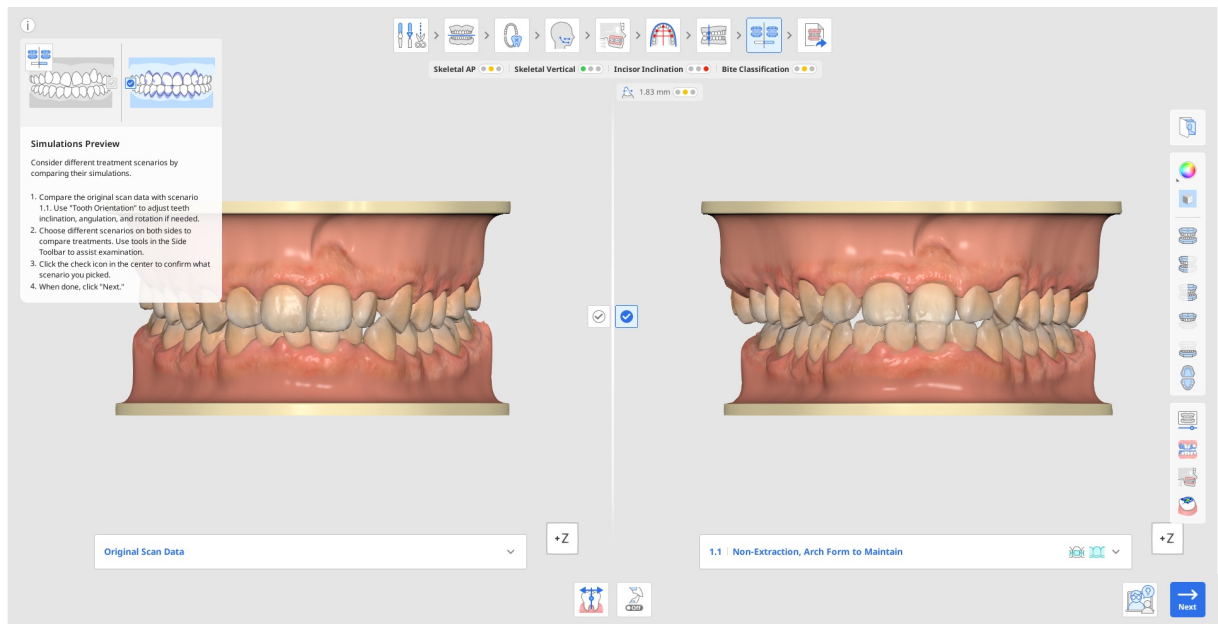 Skeletal AP Skeletal Vertical Incisor Inclination Bite Classification
1.83 mm
Simulations Preview
Consider different treatment scenarios by
comparing their simulations.
1. Compare the original scan data with scenario
1.1. Use "Tooth Orientation" to adjust teeth
inclination, angulation, and rotation if needed.
2. Choose different scenarios on both sides to
compare treatments. Use tools in the Side
Toolbar to assist examination.
3. Click the check icon in the center to confirm what
scenario you picked.
4. When done, click "Next."
+Z
+Z
Original Scan Data
1.1 Non-Extraction, Arch Form to Maintain
OFF
Next